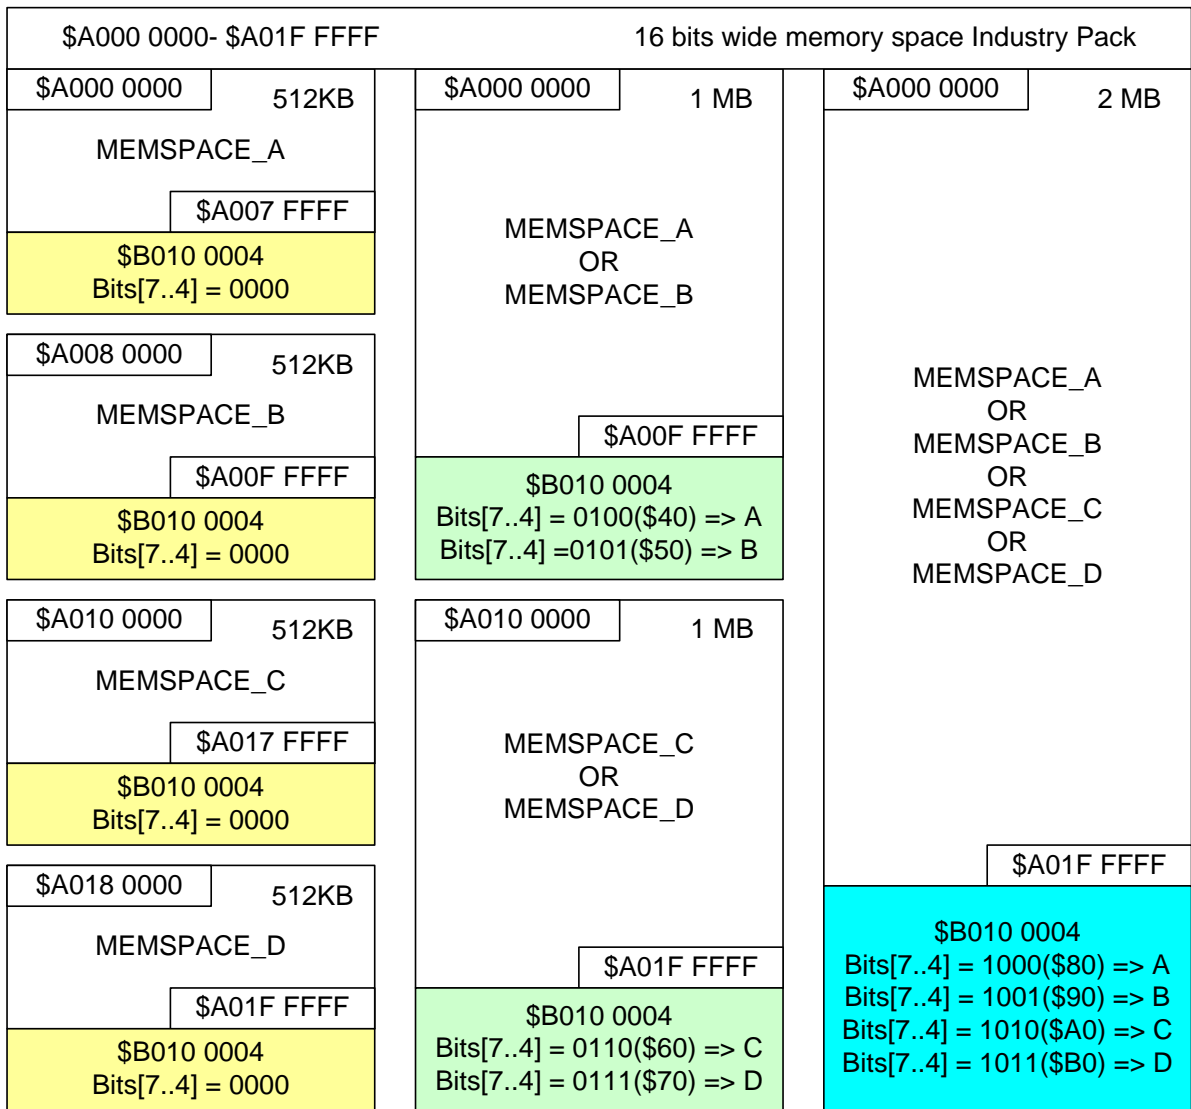 $A000 0000- $A01F FFFF
16 bits wide memory space Industry Pack
$A000 0000
512KB
MEMSPACE_A
$A007 FFFF
$B010 0004
Bits[7..4] = 0000
$A008 0000
512KB
MEMSPACE_B
$A00F FFFF
$B010 0004
Bits[7..4] = 0000
$A010 0000
512KB
MEMSPACE_C
$A017 FFFF
$B010 0004
Bits[7..4] = 0000
$A018 0000
512KB
MEMSPACE_D
$A01F FFFF
$B010 0004
Bits[7..4] = 0000
$A000 0000
1 MB
MEMSPACE_A
OR
MEMSPACE_B
$A00F FFFF
$B010 0004
Bits[7..4] = 0100($40) => A
Bits[7..4] =0101($50) => B
$A010 0000
1 MB
MEMSPACE_C
OR
MEMSPACE_D
$A01F FFFF
$B010 0004
Bits[7..4] = 0110($60) => C
Bits[7..4] = 0111($70) => D
$A000 0000
2 MB
MEMSPACE_A
OR
MEMSPACE_B
OR
MEMSPACE_C
OR
MEMSPACE_D
$A01F FFFF
$B010 0004
Bits[7..4] = 1000($80) => A
Bits[7..4] = 1001($90) => B
Bits[7..4] = 1010($A0) => C
Bits[7..4] = 1011($B0) => D